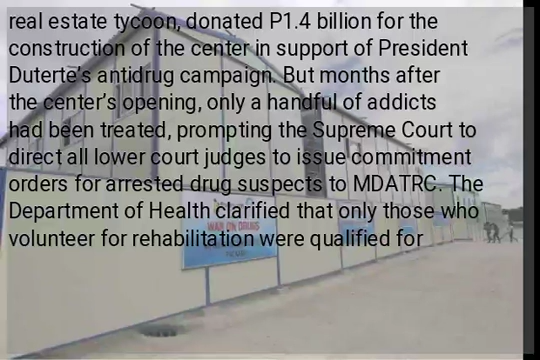 real estate tycoon, donated P1.4 billion for the
construction of the center in support of President
Duterte's antidrug campaign. But months after
the center's opening, only a handful of addicts
had been treated, prompting the Supreme Court to
direct all lower court judges to issue commitment
orders for arrested drug suspects to MDATRC. The
Department of Health clarified that only those who
volunteer for rehabilitation were qualified for
WAR ON DRUGS